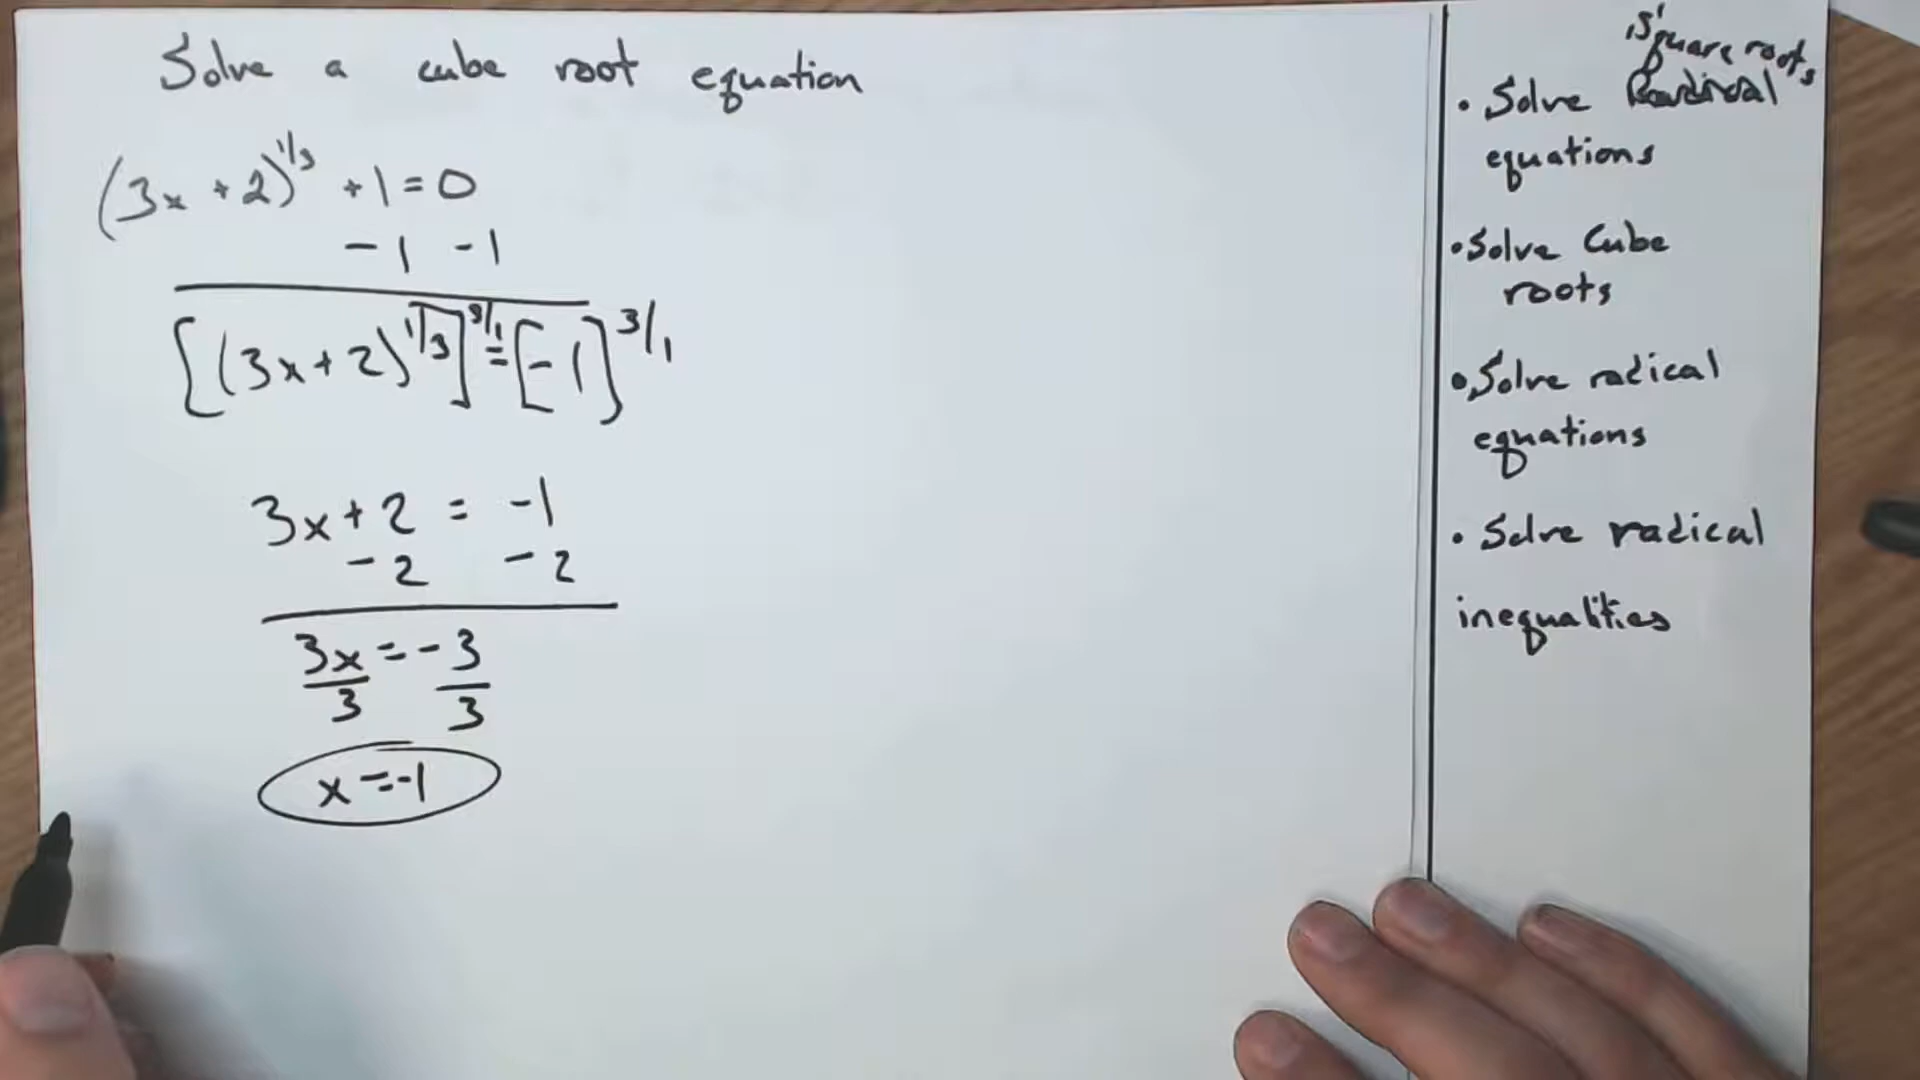 Solve a cube root equation
(3x + 2)^1/3 + 1 = 0
- 1 - 1
[(3x + 2)^1/3]^3/1 = [-1]^3/1
3x + 2 = -1
- 2 - 2
3x = - 3
3 3
x = -1
square roots
• Solve
equations
• Solve Cube
roots
• Solve radical
equations
• Solve radical
inequalities